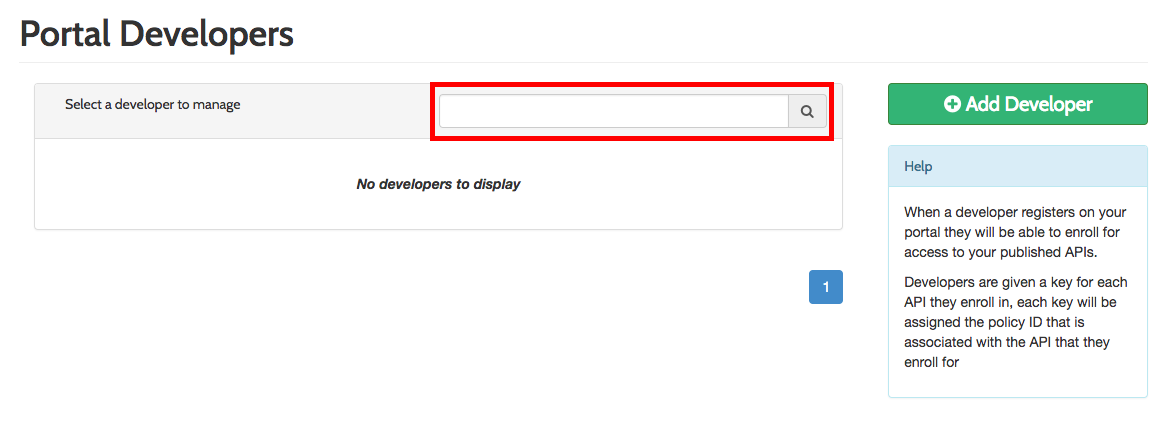 Portal Developers
Select a developer to manage
No developers to display
1
Add Developer
Help
When a developer registers on your
portal they will be able to enroll for
access to your published APIs.
Developers are given a key for each
API they enroll in, each key will be
assigned the policy ID that is
associated with the API that they
enroll for